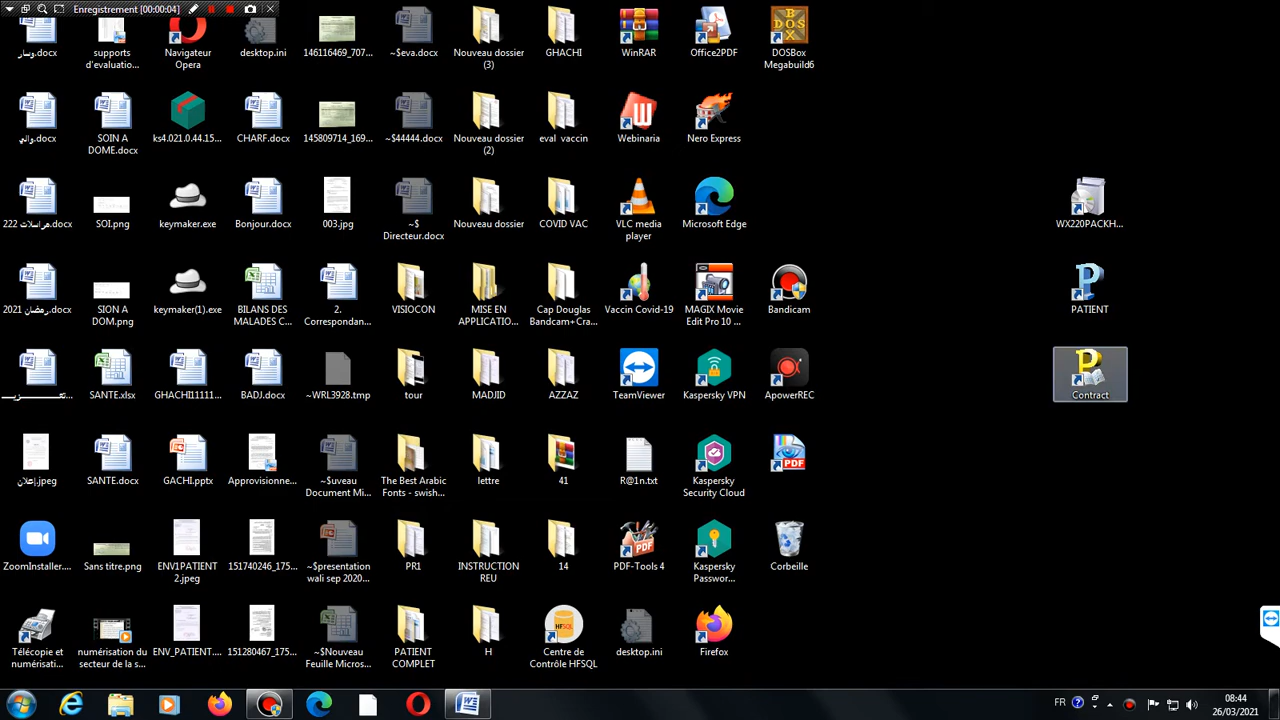 Enregistrement [00:00:04]
وسار.docx
supports
d'evaluatio...
Navigateur
Opera
desktop.ini
146116469_707...
~$eva.docx
Nouveau dossier
(3)
GHACHI
WinRAR
Office2PDF
DOSBox
Megabuild6
والي.docx
SOIN A
DOME.docx
ks4.021.0.44.15...
CHARF.docx
145809714_169...
~$44444.docx
Nouveau dossier
(2)
eval vaccin
Webinaria
Nero Express
مراسلات 222.docx
SOI.png
keymaker.exe
Bonjour.docx
003.jpg
~$
Directeur.docx
Nouveau dossier
COVID VAC
VLC media
player
Microsoft Edge
WX220PACKH...
رمضان 2021.docx
SION A
DOM.png
keymaker(1).exe
BILANS DES
MALADES C...
2.
Correspondan...
VISIOCON
MISE EN
APPLICATIO...
Cap Douglas
Bandcam+Cra...
Vaccin Covid-19
MAGIX Movie
Edit Pro 10 ...
Bandicam
PATIENT
تعـــــــــزيـــ...
SANTE.xlsx
GHACHI11111...
BADJ.docx
~WRL3928.tmp
tour
MADJID
AZZAZ
TeamViewer
Kaspersky VPN
ApowerREC
Contract
إعلان.jpeg
SANTE.docx
GACHI.pptx
Approvisionne...
~$uveau
Document Mi...
The Best Arabic
Fonts - swish...
lettre
41
R@1n.txt
Kaspersky
Security Cloud
PDF
ZoomInstaller....
Sans titre.png
ENV1PATIENT
2.jpeg
151740246_175...
~$presentation
wali sep 2020...
PR1
INSTRUCTION
REU
14
PDF-Tools 4
Kaspersky
Passwor...
Corbeille
Télécopie et
numérisati...
numérisation du
secteur de la s...
ENV_PATIENT....
151280467_175...
~$Nouveau
Feuille Micros...
PATIENT
COMPLET
H
Centre de
Contrôle HFSQL
desktop.ini
Firefox
FR
08:44
26/03/2021